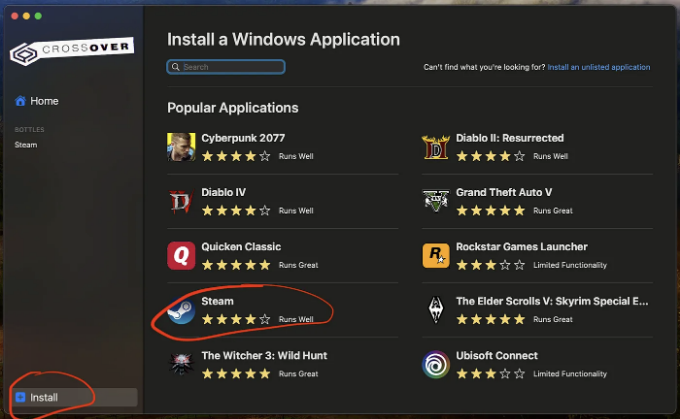 CROSSOVER
Install a Windows Application
Search
Can't find what you're looking for? Install an unlisted application
Home
BOTTLES
Steam
Popular Applications
Cyberpunk 2077
Runs Well
Diablo II: Resurrected
Runs Well
Diablo IV
Runs Well
Grand Theft Auto V
Runs Great
Quicken Classic
Runs Great
Rockstar Games Launcher
Limited Functionality
Steam
Runs Well
The Elder Scrolls V: Skyrim Special E...
Runs Great
The Witcher 3: Wild Hunt
Runs Great
Ubisoft Connect
Limited Functionality
Install